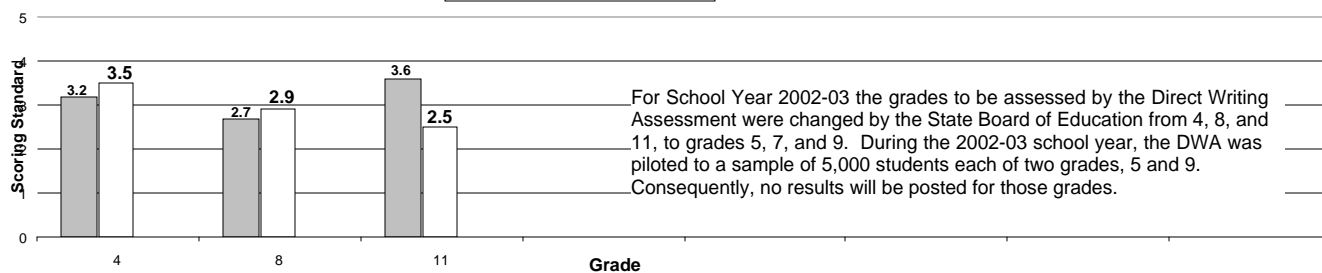 5
4
3
2
1
0
Scoring Standard
3.2
3.5
2.7
2.9
3.6
2.5
4
8
11
Grade
For School Year 2002-03 the grades to be assessed by the Direct Writing
Assessment were changed by the State Board of Education from 4, 8, and
11, to grades 5, 7, and 9. During the 2002-03 school year, the DWA was
piloted to a sample of 5,000 students each of two grades, 5 and 9.
Consequently, no results will be posted for those grades.